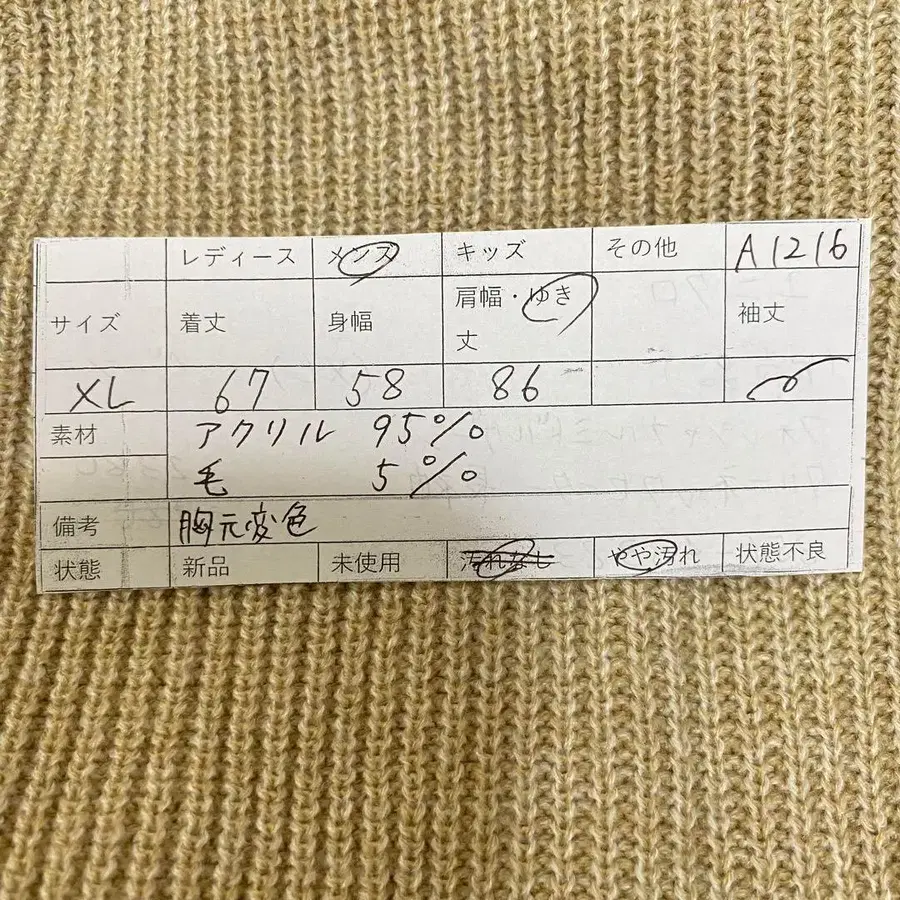 レディース メンズ キッズ その他 A1216
サイズ 着丈 身幅 肩幅・ゆき丈 袖丈
XL 67 58 86
素材 アクリル 95%
毛 5%
備考 胸元変色
状態 新品 未使用 汚れなし やや汚れ 状態不良